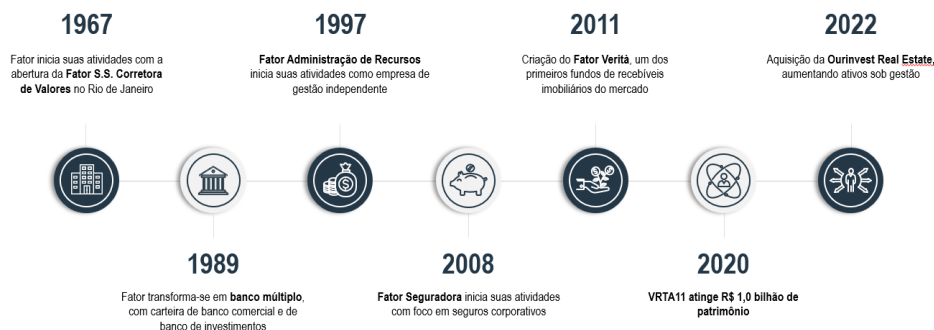 1967
Fator inicia suas atividades com a
abertura da Fator S.S. Corretora
de Valores no Rio de Janeiro
1997
Fator Administração de Recursos
inicia suas atividades como empresa de
gestão independente
2011
Criação do Fator Verità, um dos
primeiros fundos de recebíveis
imobiliários do mercado
2022
Aquisição da Ourinvest Real Estate,
aumentando ativos sob gestão
1989
Fator transforma-se em banco múltiplo,
com carteira de banco comercial e de
banco de investimentos
2008
Fator Seguradora inicia suas atividades
com foco em seguros corporativos
2020
VRTA11 atinge R$ 1,0 bilhão de
patrimônio